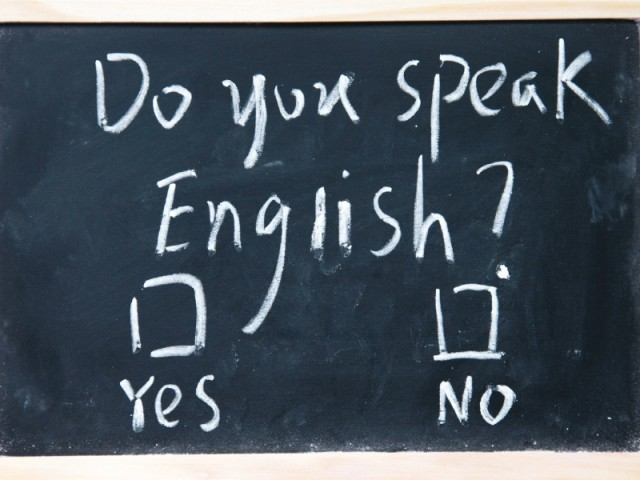 Do you speak
English?
Yes No